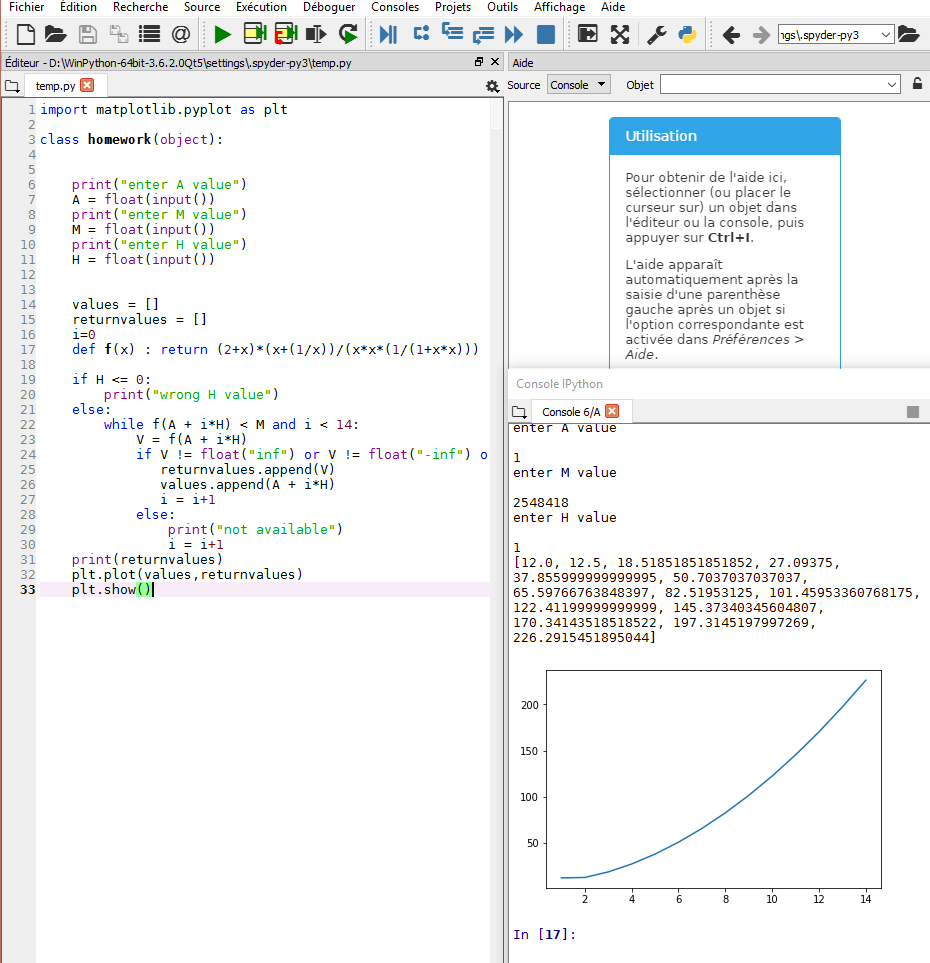 Fichier Édition Recherche Source Exécution Déboguer Consoles Projets Outils Affichage Aide
ıgs\.spyder-py3
Éditeur - D:\WinPython-64bit-3.6.2.0Qt5\settings\.spyder-py3\temp.py
temp.py
1 import matplotlib.pyplot as plt
2
3 class homework(object):
4
5
6 print("enter A value")
7 A = float(input())
8 print("enter M value")
9 M = float(input())
10 print("enter H value")
11 H = float(input())
12
13
14 values = []
15 returnvalues = []
16 i=0
17 def f(x) : return (2+x)*(x+(1/x))/(x*x*(1/(1+x*x)))
18
19 if H <= 0:
20 print("wrong H value")
21 else:
22 while f(A + i*H) < M and i < 14:
23 V = f(A + i*H)
24 if V != float("inf") or V != float("-inf") o
25 returnvalues.append(V)
26 values.append(A + i*H)
27 i = i+1
28 else:
29 print("not available")
30 i = i+1
31 print(returnvalues)
32 plt.plot(values,returnvalues)
33 plt.show()
Aide
Source Console Objet
Utilisation
Pour obtenir de l'aide ici,
sélectionner (ou placer le
curseur sur) un objet dans
l'éditeur ou la console, puis
appuyer sur Ctrl+I.
L'aide apparaît
automatiquement après la
saisie d'une parenthèse
gauche après un objet si
l'option correspondante est
activée dans Préférences >
Aide.
Console IPython
Console 6/A
enter A value
1
enter M value
2548418
enter H value
1
[12.0, 12.5, 18.51851851851852, 27.09375,
37.855999999999995, 50.7037037037037,
65.59766763848397, 82.51953125, 101.45953360768175,
122.41199999999999, 145.37340345604807,
170.34143518518522, 197.3145197997269,
226.2915451895044]
200
150
100
50
2 4 6 8 10 12 14
In [17]: